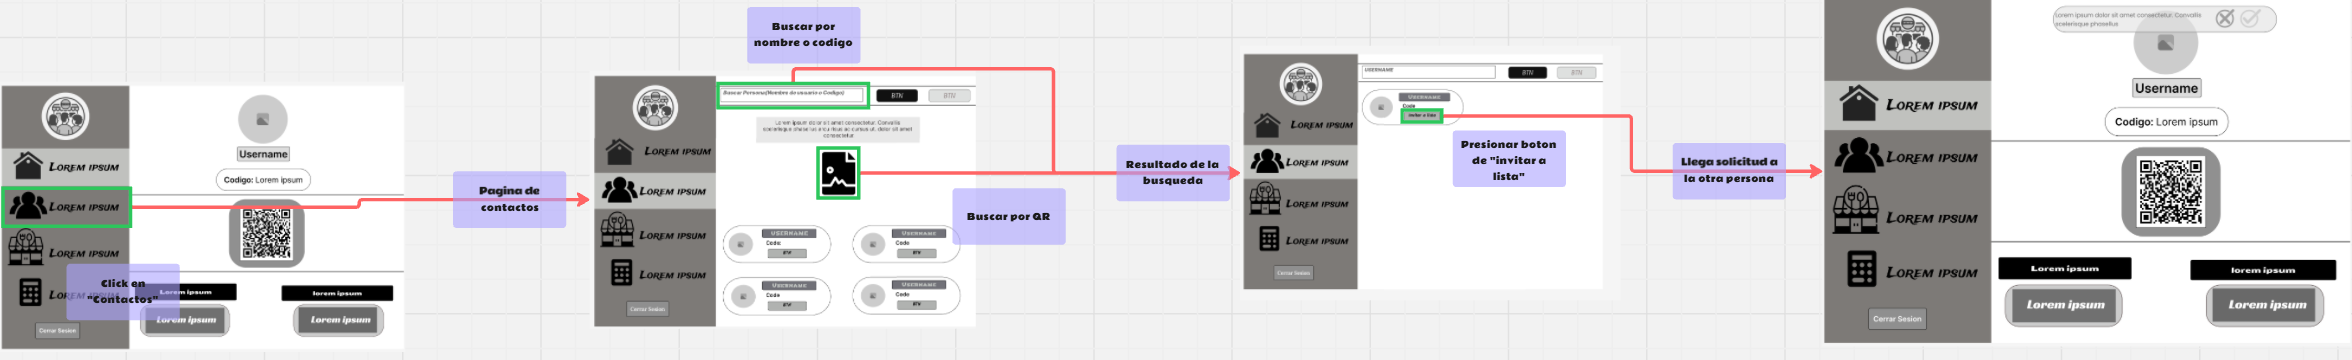 LOREM IPSUM
LOREM IPSUM
LOREM IPSUM
LOREM IPSUM
Cerrar Sesion
Click en
"Contactos"
Username
Codigo: Lorem ipsum
Lorem ipsum
lorem ipsum
Lorem ipsum
Lorem ipsum
Pagina de
contactos
Buscar por
nombre o codigo
LOREM IPSUM
LOREM IPSUM
LOREM IPSUM
LOREM IPSUM
Cerrar Sesion
Buscar Persona(Nombre de usuario o Codigo)
BTN
BTN
Lorem ipsum dolor sit amet consectetur. Convallis
scelerisque phasellus arcu risus ac cursus ut, dolor sit amet
consectetur
USERNAME
Code:
BTN
USERNAME
Code
BTN
USERNAME
Code
BTN
USERNAME
Code
BTN
Buscar por QR
Resultado de la
busqueda
LOREM IPSUM
LOREM IPSUM
LOREM IPSUM
LOREM IPSUM
Cerrar Sesion
USERNAME
BTN
BTN
USERNAME
Code
Invitar a lista
Presionar boton
de "invitar a
lista"
Llega solicitud a
la otra persona
LOREM IPSUM
LOREM IPSUM
LOREM IPSUM
LOREM IPSUM
Cerrar Sesion
Lorem ipsum dolor sit amet consectetur. Convallis
scelerisque phasellus
Username
Codigo: Lorem ipsum
Lorem ipsum
lorem ipsum
Lorem ipsum
Lorem ipsum